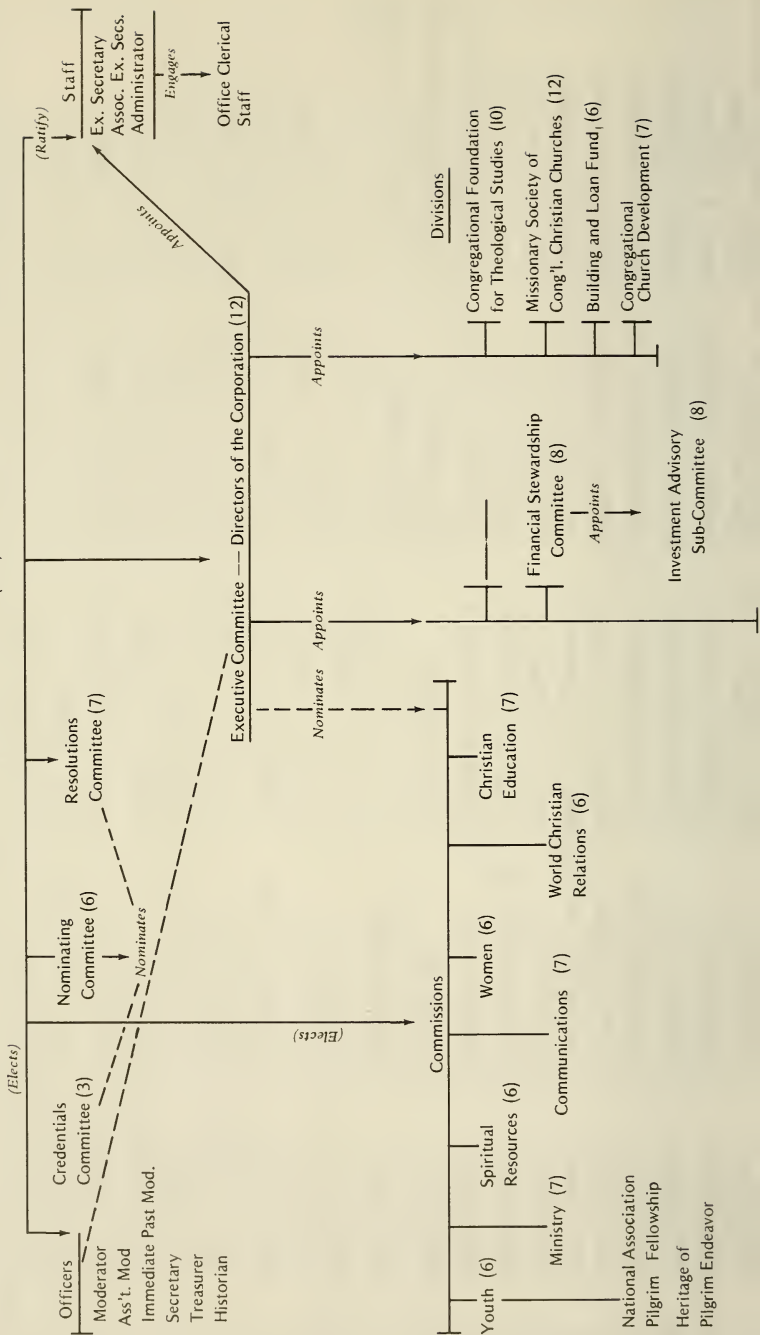 (Elects)
(Ratify)
Officers
Moderator
Ass't. Mod
Immediate Past Mod.
Secretary
Treasurer
Historian
Credentials
Committee (3)
Nominating
Committee (6)
Nominates
Resolutions
Committee (7)
Staff
Ex. Secretary
Assoc. Ex. Secs.
Administrator
Engages
Office Clerical
Staff
Appoints
Executive Committee — Directors of the Corporation (12)
(Elects)
Nominates
Appoints
Appoints
Commissions
Youth (6)
National Association
Pilgrim Fellowship
Heritage of
Pilgrim Endeavor
Ministry (7)
Spiritual
Resources (6)
Communications (7)
Women (6)
World Christian
Relations (6)
Christian
Education (7)
Financial Stewardship
Committee (8)
Appoints
Investment Advisory
Sub-Committee (8)
Divisions
Congregational Foundation
for Theological Studies (10)
Missionary Society of
Cong'l. Christian Churches (12)
Building and Loan Fund (6)
Congregational
Church Development (7)